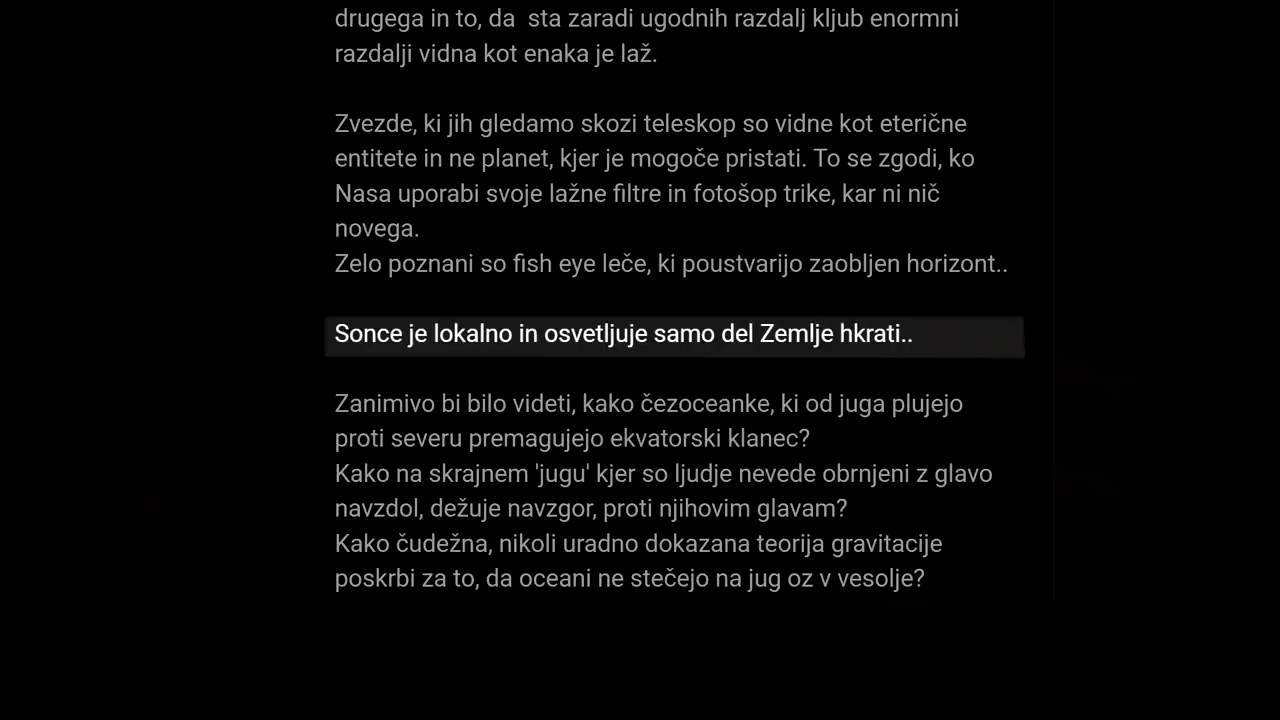 drugega in to, da  sta zaradi ugodnih razdalj kljub enormni
razdalji vidna kot enaka je laž.
Zvezde, ki jih gledamo skozi teleskop so vidne kot eterične
entitete in ne planet, kjer je mogoče pristati. To se zgodi, ko
Nasa uporabi svoje lažne filtre in fotošop trike, kar ni nič
novega.
Zelo poznani so fish eye leče, ki poustvarijo zaobljen horizont..
Sonce je lokalno in osvetljuje samo del Zemlje hkrati..
Zanimivo bi bilo videti, kako čezoceanke, ki od juga plujejo
proti severu premagujejo ekvatorski klanec?
Kako na skrajnem 'jugu' kjer so ljudje nevede obrnjeni z glavo
navzdol, dežuje navzgor, proti njihovim glavam?
Kako čudežna, nikoli uradno dokazana teorija gravitacije
poskrbi za to, da oceani ne stečejo na jug oz v vesolje?